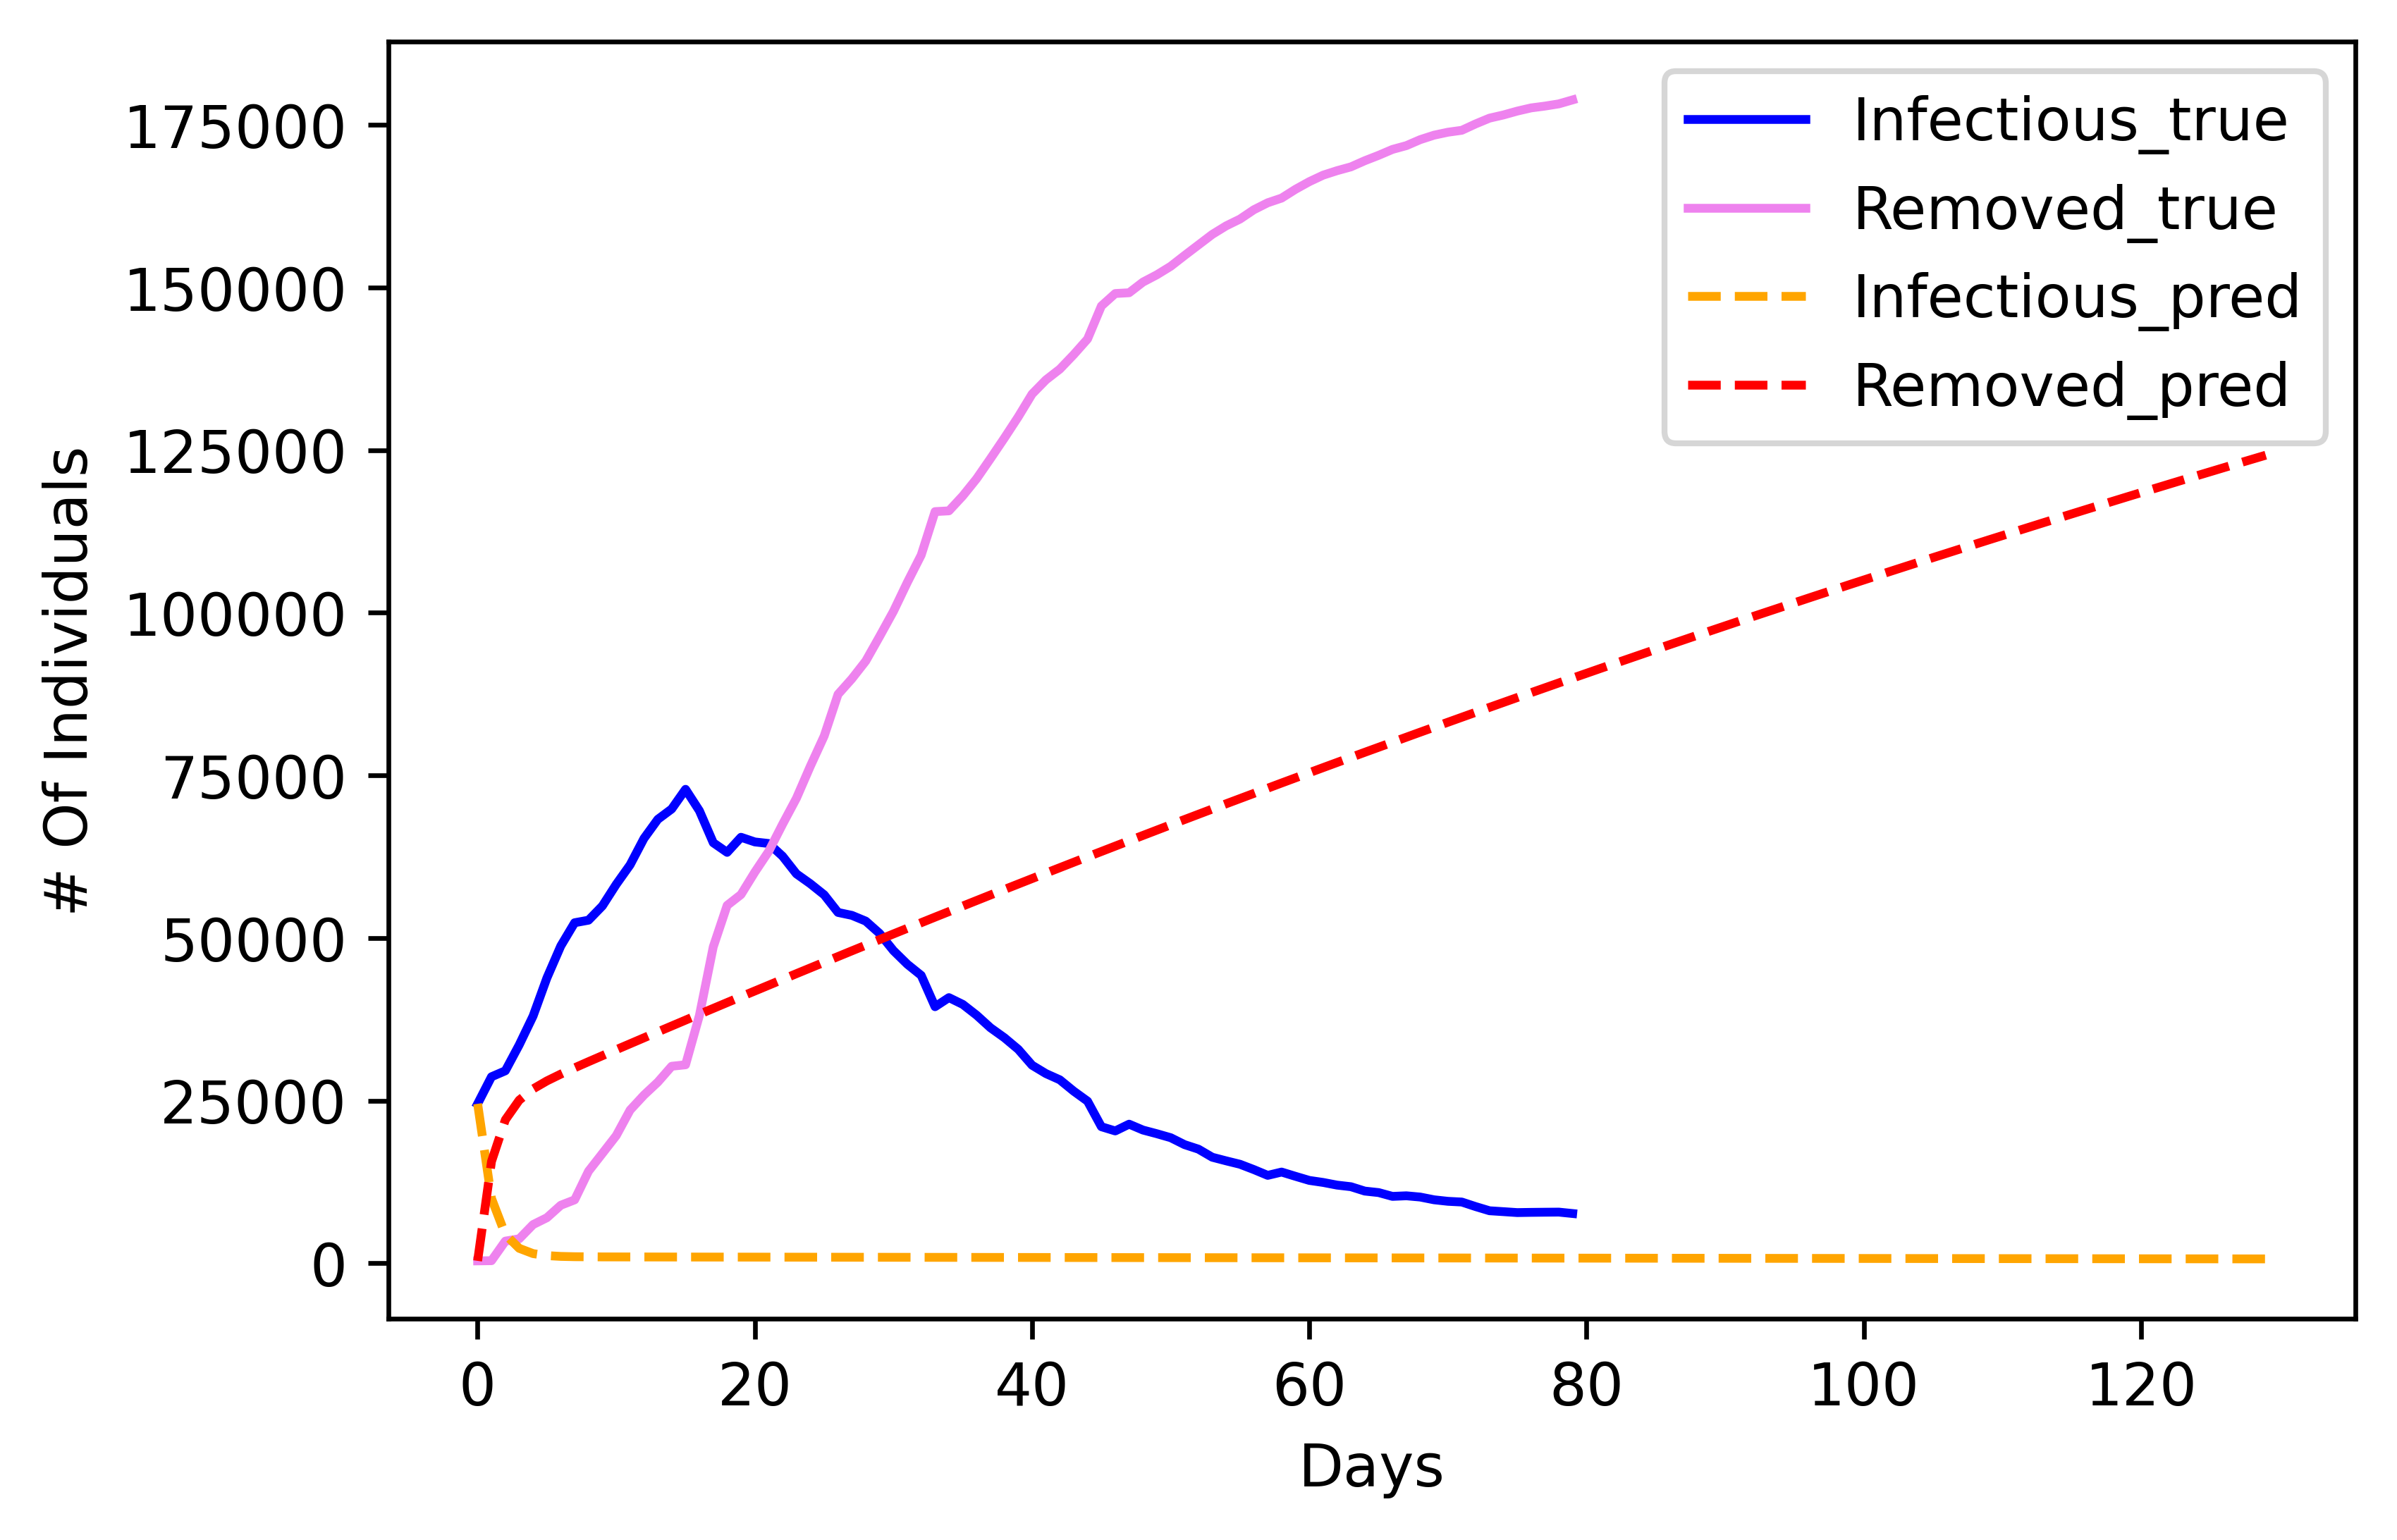 175000
150000
125000
100000
75000
50000
25000
0
# Of Individuals
0 20 40 60 80 100 120
Days
Infectious_true
Removed_true
Infectious_pred
Removed_pred